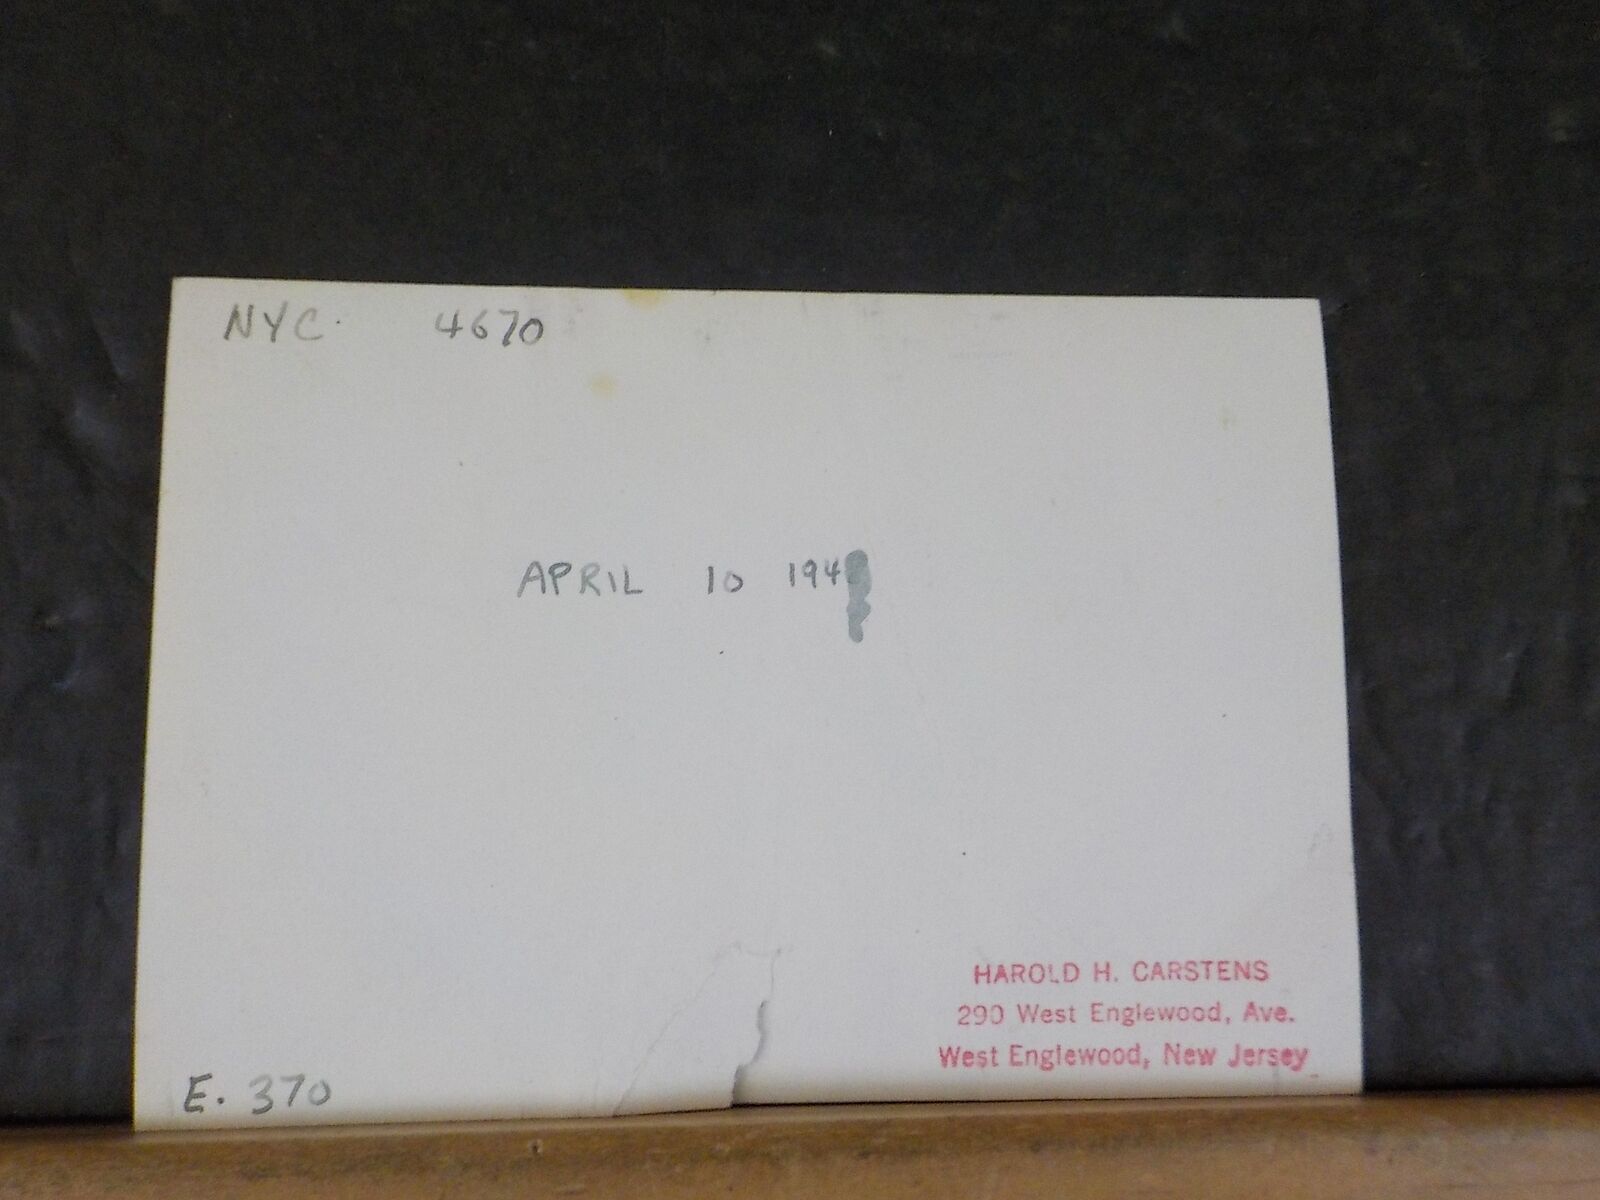 NYC. 4670
APRIL 10 194
HAROLD H. CARSTENS
290 West Englewood, Ave.
West Englewood, New Jersey
E. 370